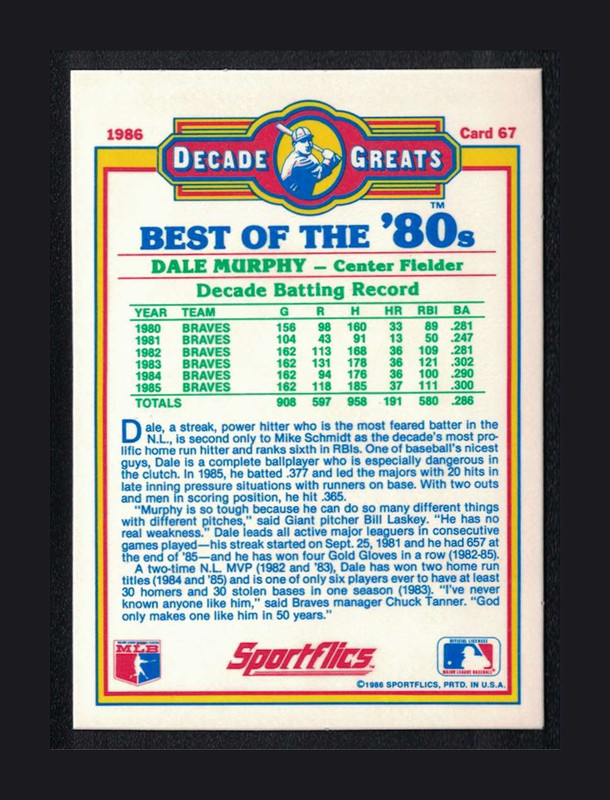 1986
Card 67
DECADE GREATS
TM
BEST OF THE '80s
DALE MURPHY – Center Fielder
Decade Batting Record
YEAR TEAM G R H HR RBI BA
1980 BRAVES 156 98 160 33 89 .281
1981 BRAVES 104 43 91 13 50 .247
1982 BRAVES 162 113 168 36 109 .281
1983 BRAVES 162 131 178 36 121 .302
1984 BRAVES 162 94 176 36 100 .290
1985 BRAVES 162 118 185 37 111 .300
TOTALS 908 597 958 191 580 .286
Dale, a streak, power hitter who is the most feared batter in the
N.L., is second only to Mike Schmidt as the decade's most pro-
lific home run hitter and ranks sixth in RBIs. One of baseball's nicest
guys, Dale is a complete ballplayer who is especially dangerous in
the clutch. In 1985, he batted .377 and led the majors with 20 hits in
late inning pressure situations with runners on base. With two outs
and men in scoring position, he hit .365.
"Murphy is so tough because he can do so many different things
with different pitches," said Giant pitcher Bill Laskey. "He has no
real weakness." Dale leads all active major leaguers in consecutive
games played—his streak started on Sept. 25, 1981 and he had 657 at
the end of '85—and he has won four Gold Gloves in a row (1982-85).
A two-time N.L. MVP (1982 and '83), Dale has won two home run
titles (1984 and '85) and is one of only six players ever to have at least
30 homers and 30 stolen bases in one season (1983). "I've never
known anyone like him," said Braves manager Chuck Tanner. "God
only makes one like him in 50 years."
MLB
Sportflics
OFFICIAL LICENSEE
MAJOR LEAGUE BASEBALL
©1986 SPORTFLICS, PRTD. IN U.S.A.